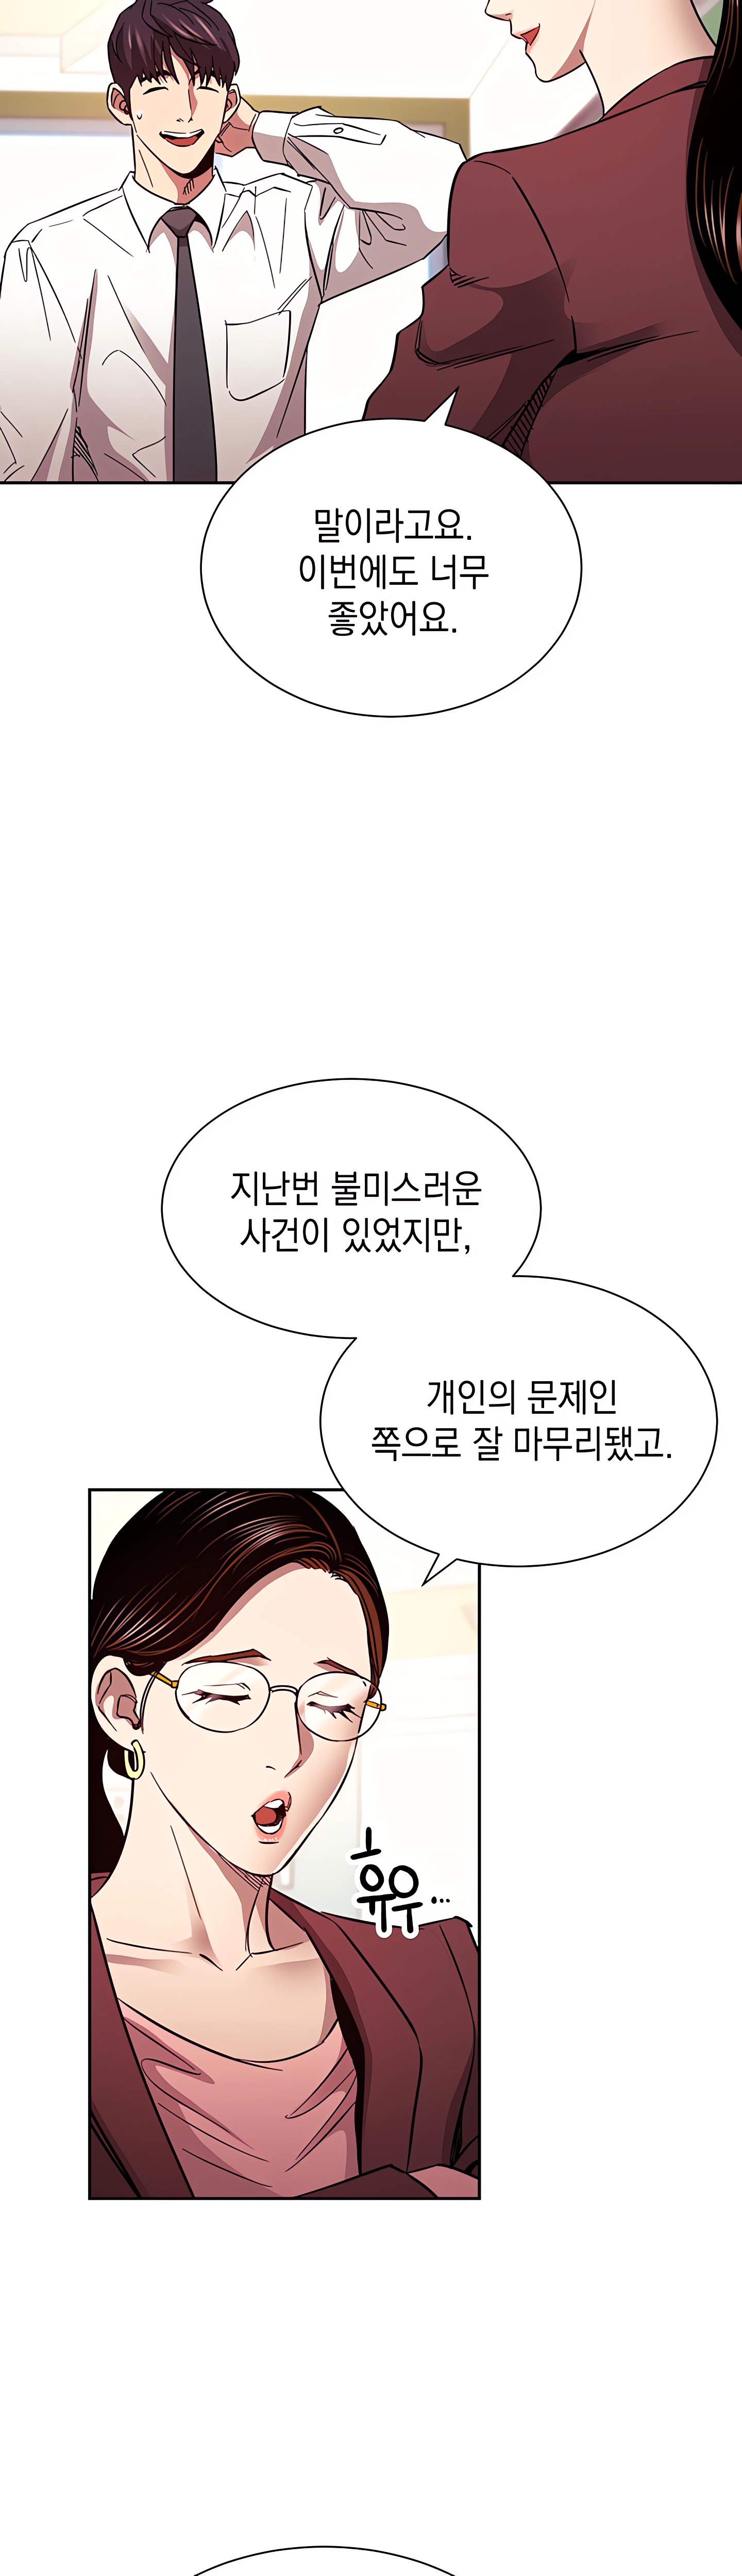 말이라고요.
이번에도 너무
좋았어요.
지난번 불미스러운
사건이 있었지만,
개인의 문제인
쪽으로 잘 마무리됐고.
휴우...